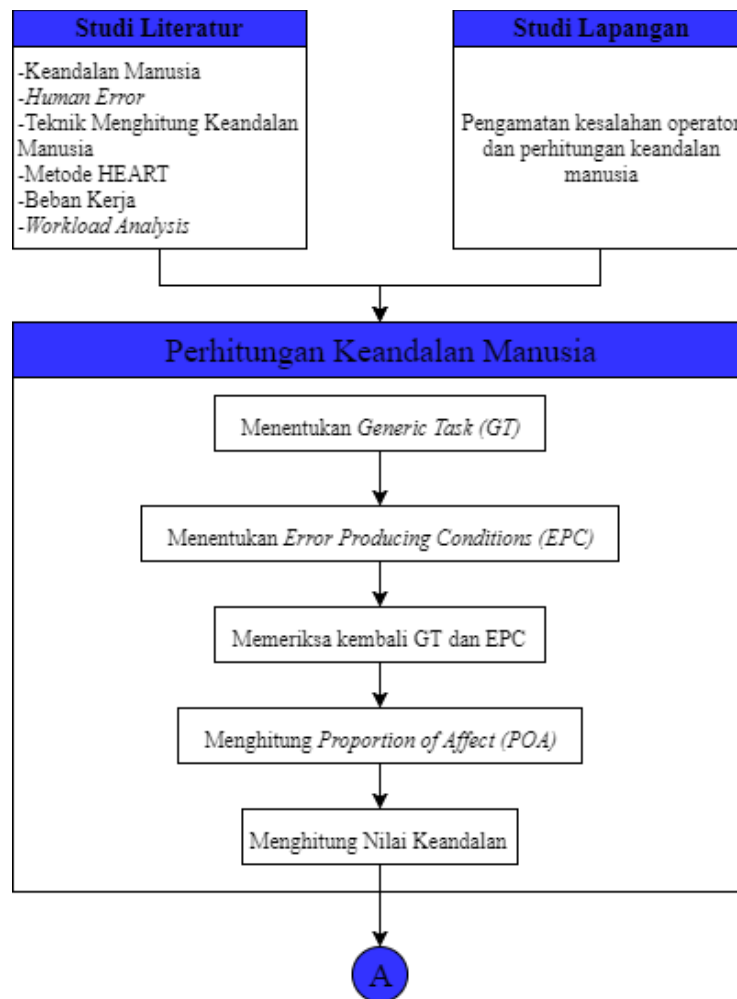 Studi Literatur
-Keandalan Manusia
-Human Error
-Teknik Menghitung Keandalan
Manusia
-Metode HEART
-Beban Kerja
-Workload Analysis
Studi Lapangan
Pengamatan kesalahan operator
dan perhitungan keandalan
manusia
Perhitungan Keandalan Manusia
Menentukan Generic Task (GT)
Menentukan Error Producing Conditions (EPC)
Memeriksa kembali GT dan EPC
Menghitung Proportion of Affect (POA)
Menghitung Nilai Keandalan
A